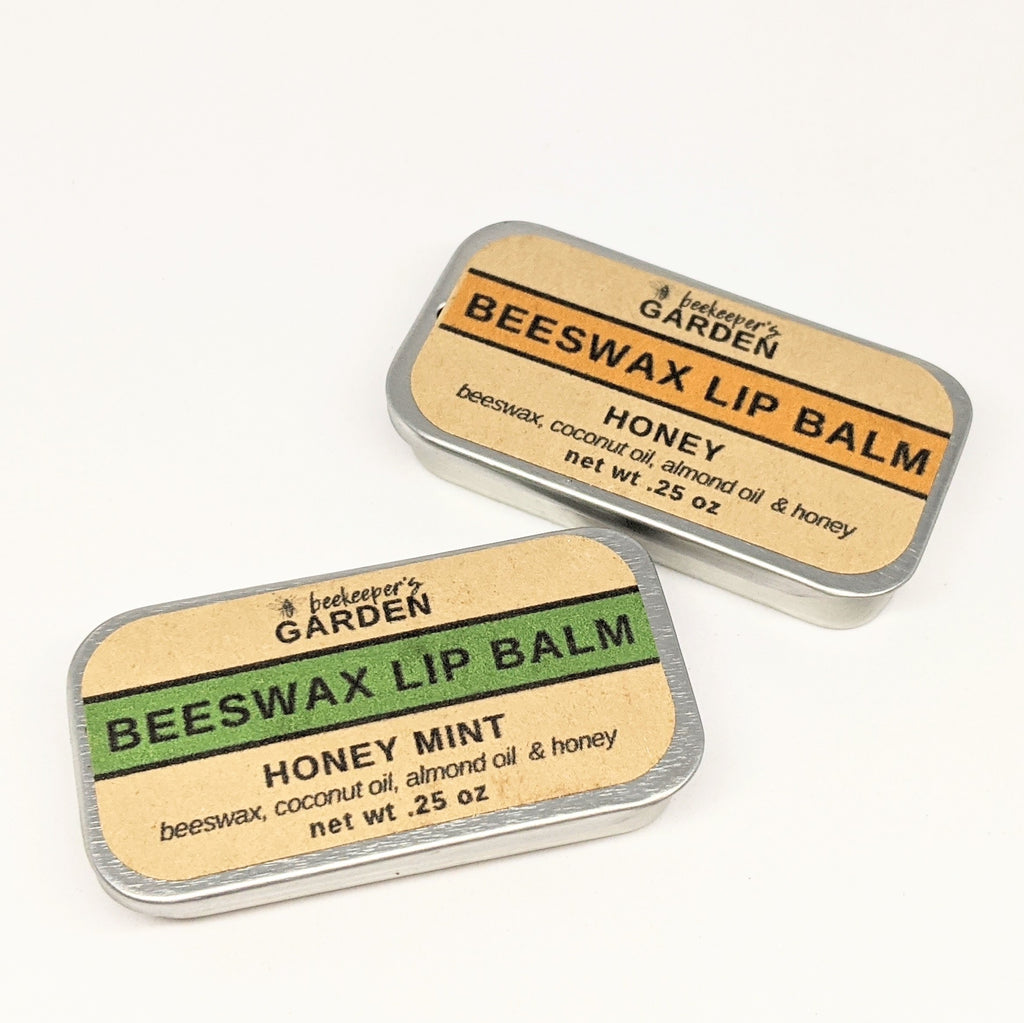 beekeeper's
GARDEN
BEESWAX LIP BALM
HONEY
beeswax, coconut oil, almond oil & honey
net wt .25 oz
beekeeper's
GARDEN
BEESWAX LIP BALM
HONEY MINT
beeswax, coconut oil, almond oil & honey
net wt .25 oz